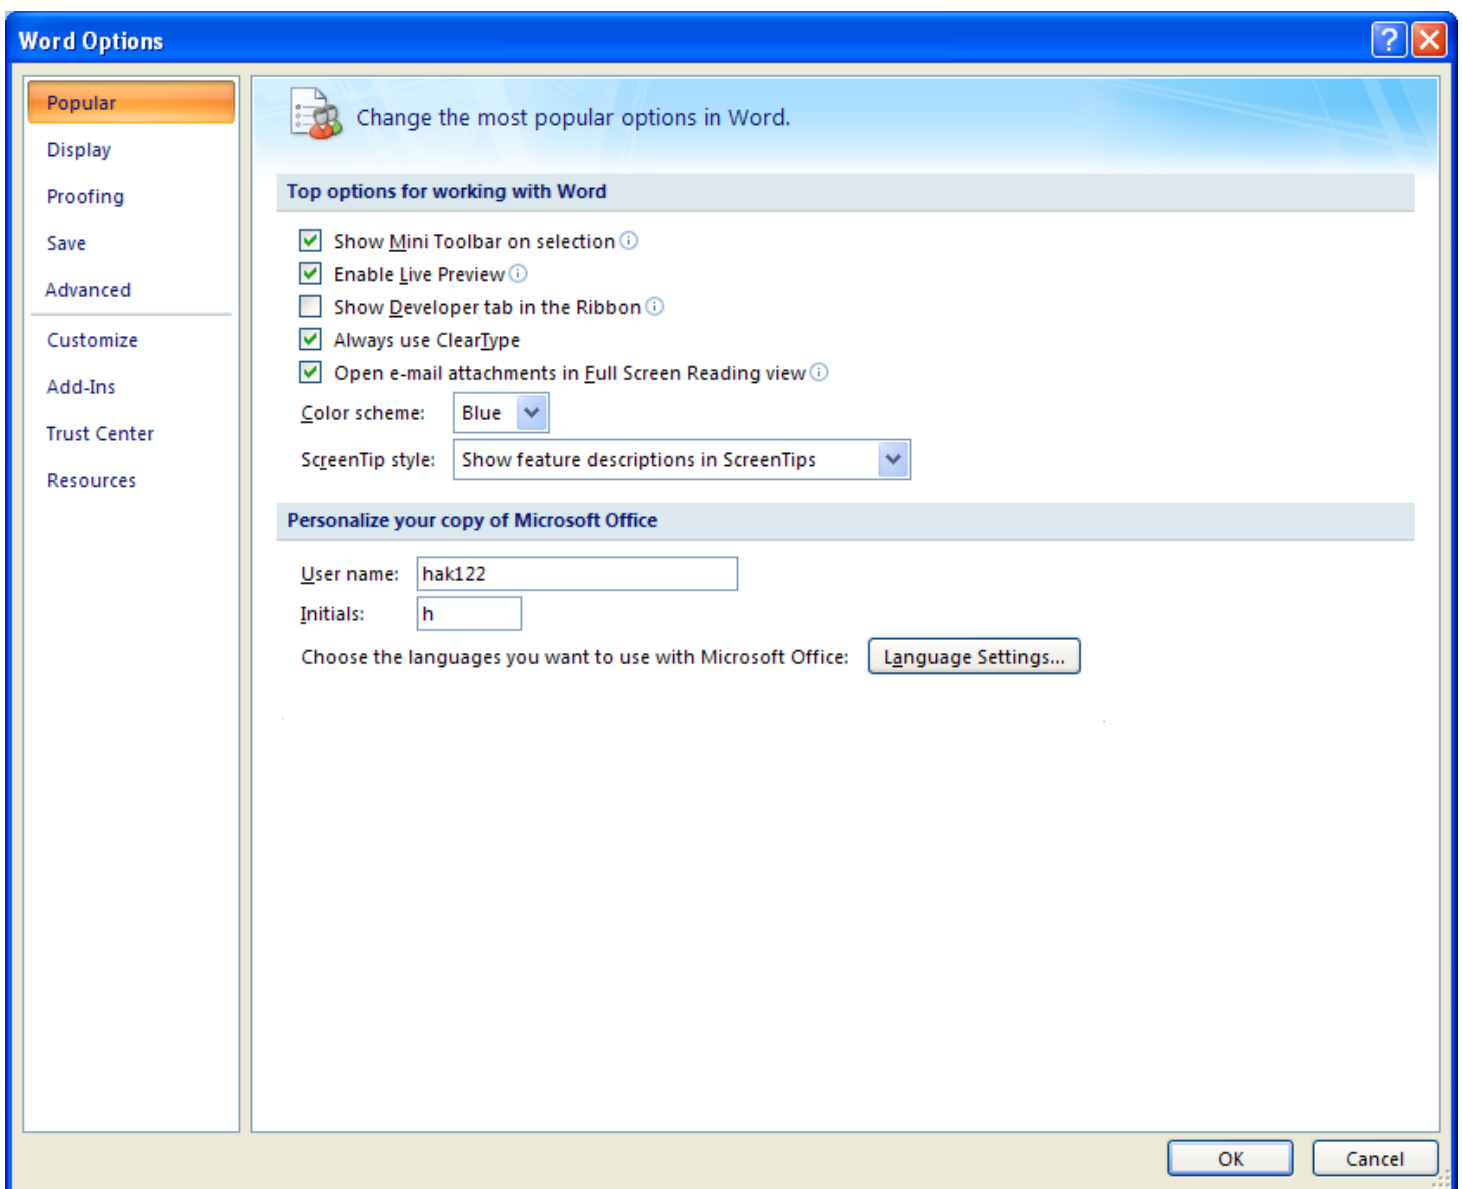 Word Options
Popular
Display
Proofing
Save
Advanced
Customize
Add-Ins
Trust Center
Resources
Change the most popular options in Word.
Top options for working with Word
Show Mini Toolbar on selection
Enable Live Preview
Show Developer tab in the Ribbon
Always use ClearType
Open e-mail attachments in Full Screen Reading view
Color scheme: Blue
ScreenTip style: Show feature descriptions in ScreenTips
Personalize your copy of Microsoft Office
User name: hak122
Initials: h
Choose the languages you want to use with Microsoft Office: Language Settings...
OK Cancel